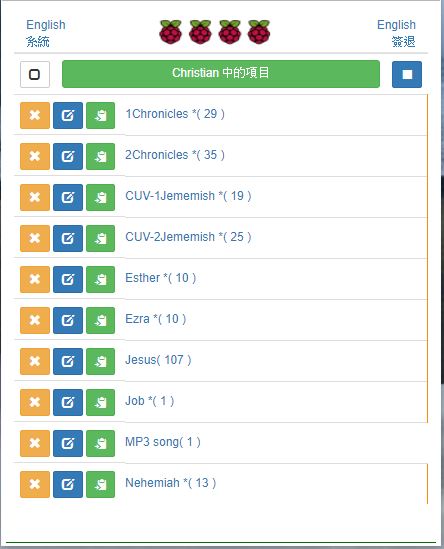 English
糸統
English
簽退
Christian 中的項目
1Chronicles *( 29 )
2Chronicles *( 35 )
CUV-1Jememish *( 19 )
CUV-2Jememish *( 25 )
Esther *( 10 )
Ezra *( 10 )
Jesus( 107 )
Job *( 1 )
MP3 song( 1 )
Nehemiah *( 13 )